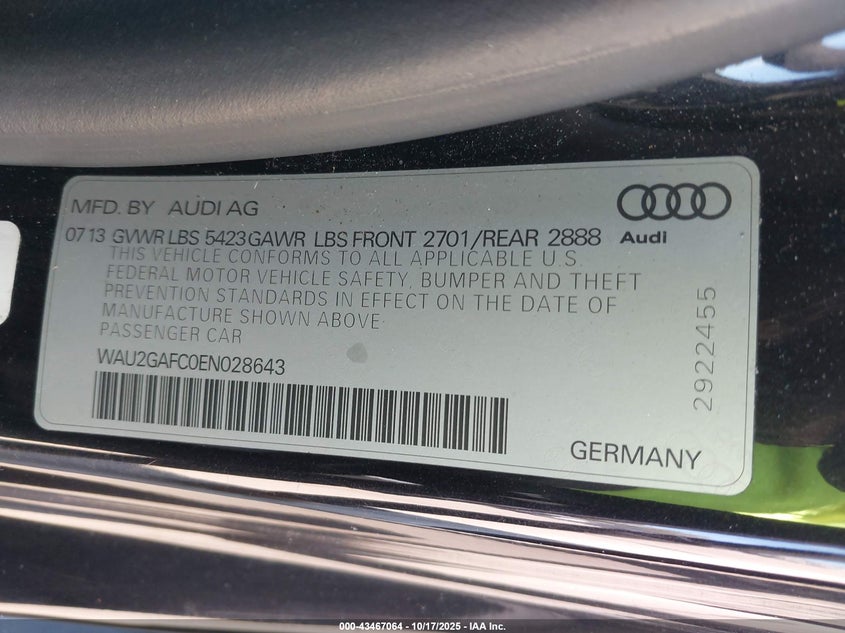 MFD. BY AUDI AG
07 13 GVWR LBS 5423 GAWR LBS FRONT 2701/REAR 2888
Audi
THIS VEHICLE CONFORMS TO ALL APPLICABLE U.S.
FEDERAL MOTOR VEHICLE SAFETY, BUMPER AND THEFT
PREVENTION STANDARDS IN EFFECT ON THE DATE OF
MANUFACTURE SHOWN ABOVE
PASSENGER CAR
WAU2GAFC0EN028643
2922455
GERMANY
000-43467064 - 10/17/2025 - IAA Inc.